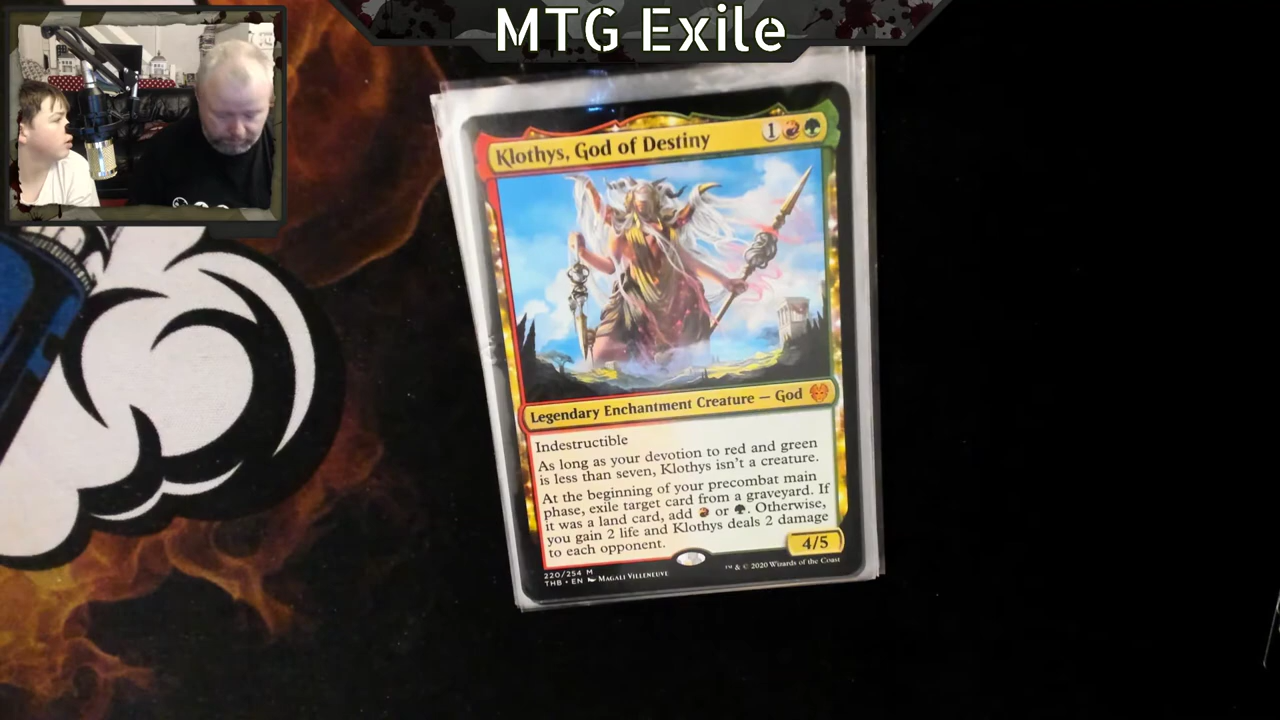 MTG Exile
Klothys, God of Destiny
1
Legendary Enchantment Creature — God
Indestructible
As long as your devotion to red and green
is less than seven, Klothys isn't a creature.
At the beginning of your precombat main
phase, exile target card from a graveyard. If
it was a land card, add or . Otherwise,
you gain 2 life and Klothys deals 2 damage
to each opponent.
4/5
220/254 M
THB • EN Magali Villeneuve
™ & © 2020 Wizards of the Coast